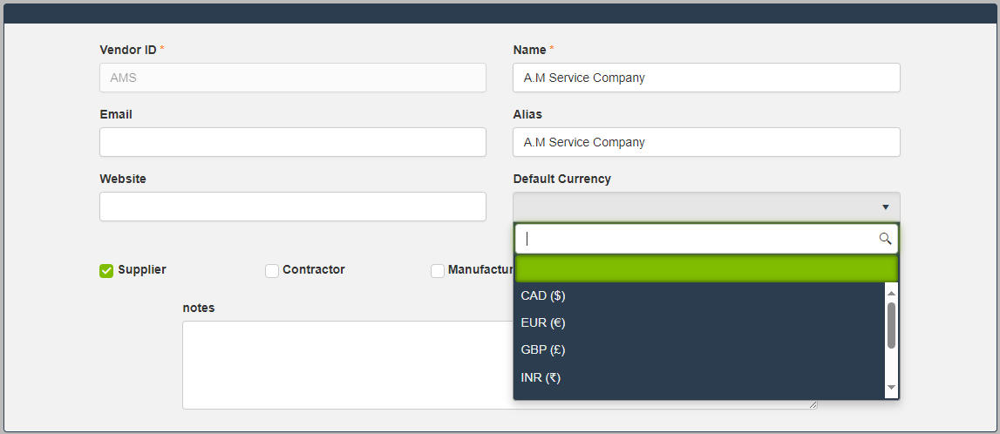 Vendor ID *
Name *
AMS
A.M Service Company
Email
Alias
A.M Service Company
Website
Default Currency
Supplier
Contractor
Manufactur
CAD ($)
notes
EUR (€)
GBP (£)
INR (₹)